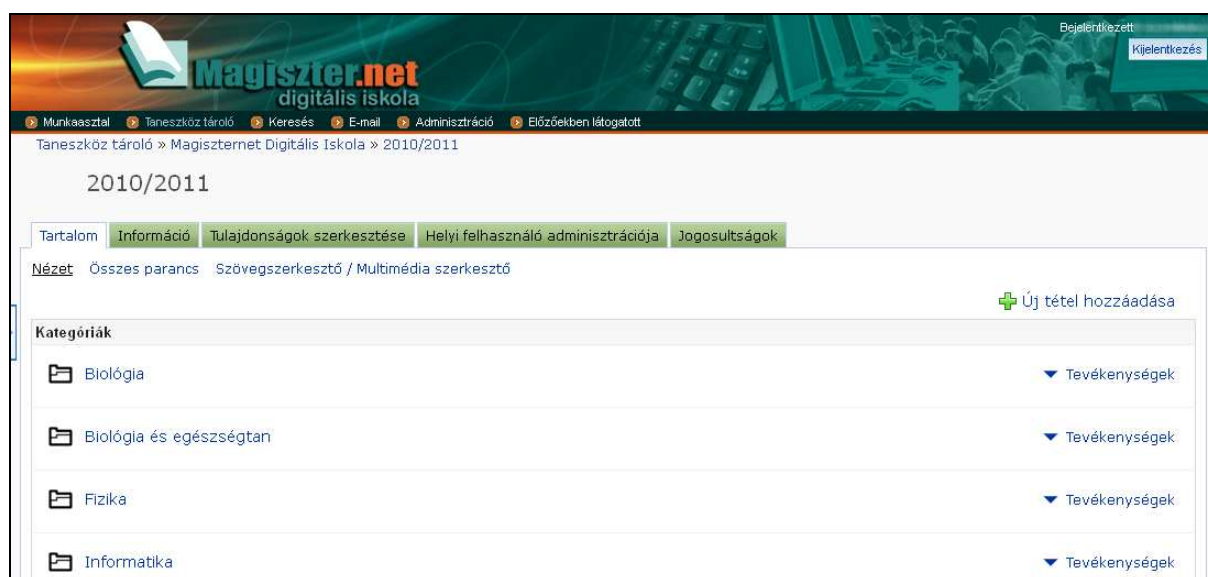 Bejelentkezett
Kijelentkezés
Magiszter.net
digitális iskola
Munkaasztal Taneszköz tároló Keresés E-mail Adminisztráció Előzőekben látogatott
Taneszköz tároló » Magiszternet Digitális Iskola » 2010/2011
2010/2011
Tartalom Információ Tulajdonságok szerkesztése Helyi felhasználó adminisztrációja Jogosultságok
Nézet Összes parancs Szövegszerkesztő / Multimédia szerkesztő
Új tétel hozzáadása
Kategóriák
Biológia Tevékenységek
Biológia és egészségtan Tevékenységek
Fizika Tevékenységek
Informatika Tevékenységek